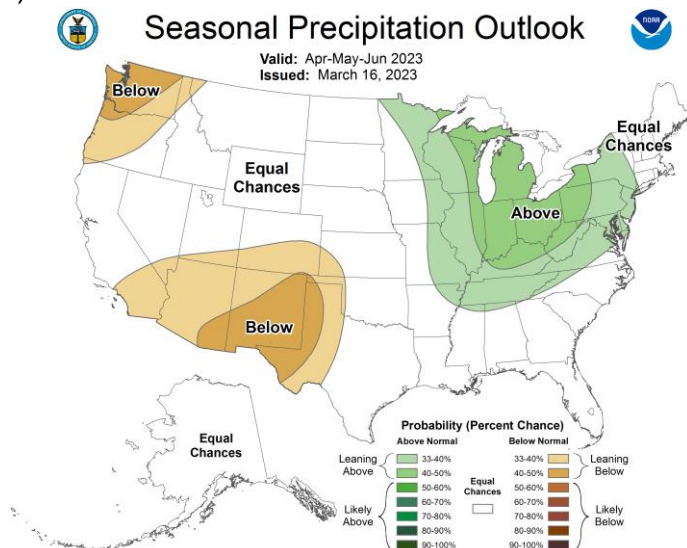 Seasonal Precipitation Outlook
NOAA
Valid: Apr-May-Jun 2023
Issued: March 16, 2023
Below
Equal
Chances
Equal
Chances
Above
Below
Equal
Chances
Probability (Percent Chance)
Above Normal
Below Normal
Leaning
Above
33-40%
40-50%
Likely
Above
50-60%
60-70%
70-80%
80-90%
90-100%
Equal
Chances
33-40%
40-50%
Leaning
Below
50-60%
60-70%
70-80%
80-90%
90-100%
Likely
Below